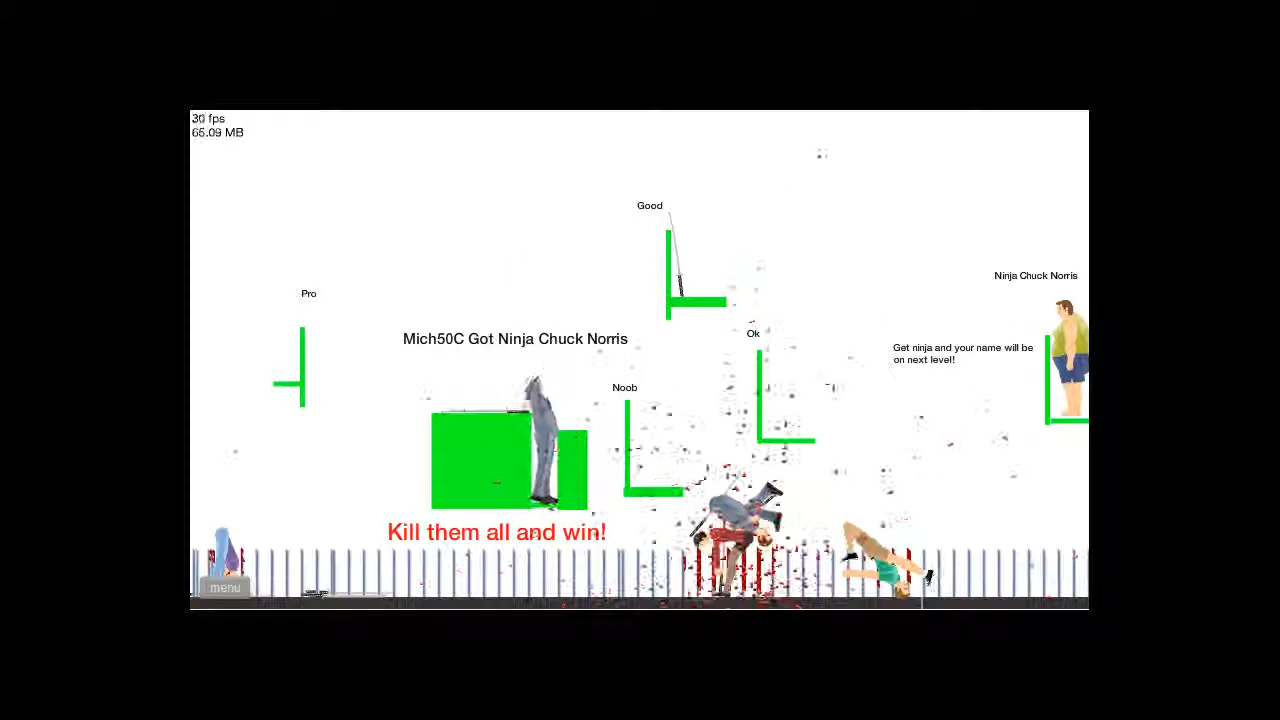 30 fps
65.09 MB
Good
Ninja Chuck Norris
Pro
Ok
Mich50C Got Ninja Chuck Norris
Get ninja and your name will be
on next level!
Noob
Kill them all and win!
menu